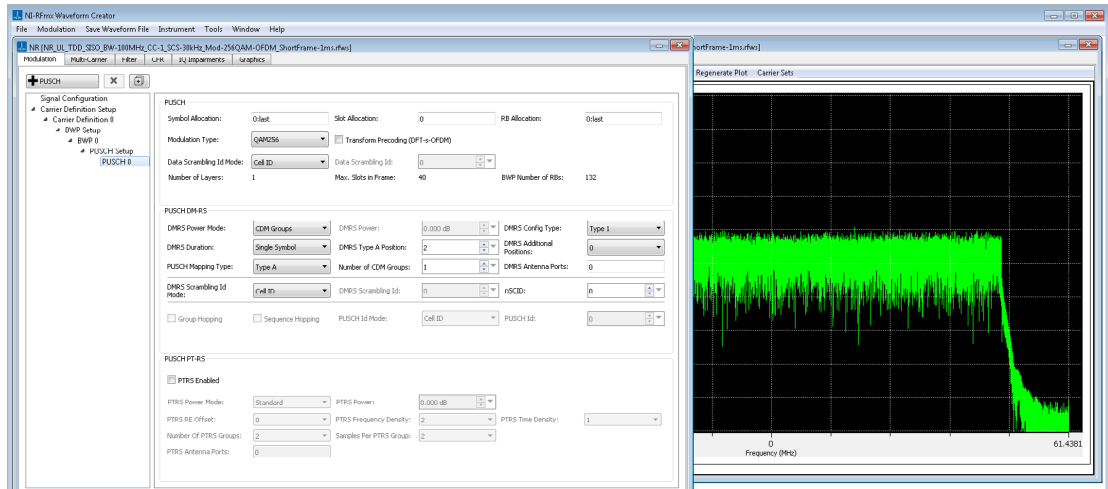 NI-RFmx Waveform Creator
File Modulation Save Waveform File Instrument Tools Window Help
NR [NR_UL_TDD_SISO_BW-100MHz_CC-1_SCS-30kHz_Mod-256QAM-OFDM_ShortFrame-1ms.rfws]
hortFrame-1ms.rfws]
Modulation Multi-Carrier Filter CFR IQ Impairments Graphics
Regenerate Plot Carrier Sets
PUSCH
Signal Configuration
Carrier Definition Setup
Carrier Definition 0
BWP Setup
BWP 0
PUSCH Setup
PUSCH 0
PUSCH
Symbol Allocation: 0:last Slot Allocation: 0 RB Allocation: 0:last
Modulation Type: QAM256 Transform Precoding (DFT-s-OFDM)
Data Scrambling Id Mode: Cell ID Data Scrambling Id: 0
Number of Layers: 1 Max. Slots in Frame: 40 BWP Number of RBs: 132
PUSCH DM-RS
DMRS Power Mode: CDM Groups DMRS Power: 0.000 dB DMRS Config Type: Type 1
DMRS Duration: Single Symbol DMRS Type A Position: 2 DMRS Additional Positions: 0
PUSCH Mapping Type: Type A Number of CDM Groups: 1 DMRS Antenna Ports: 0
DMRS Scrambling Id Mode: Cell ID DMRS Scrambling Id: 0 nSCID: 0
Group Hopping Sequence Hopping PUSCH Id Mode: Cell ID PUSCH Id: 0
PUSCH PT-RS
PTRS Enabled
PTRS Power Mode: Standard PTRS Power: 0.000 dB
PTRS RE Offset: 0 PTRS Frequency Density: 2 PTRS Time Density: 1
Number Of PTRS Groups: 2 Samples Per PTRS Group: 2
PTRS Antenna Ports: 0
0 61.4381
Frequency (MHz)